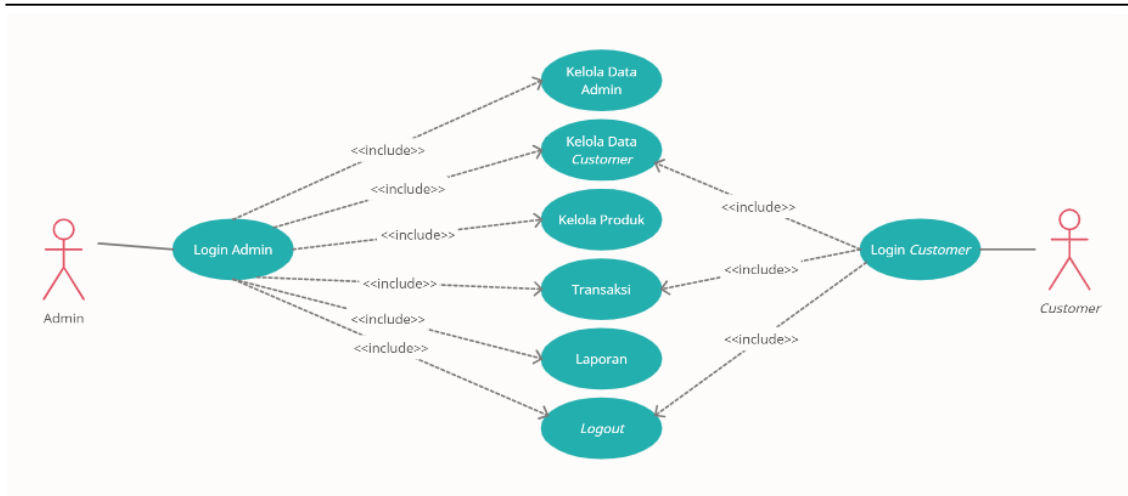 Kelola Data
Admin
<<include>>
Kelola Data
Customer
<<include>>
<<include>>
Kelola Produk
<<include>>
Login Admin
Login Customer
<<include>>
<<include>>
Transaksi
Admin
Customer
<<include>>
<<include>>
<<include>>
Laporan
Logout